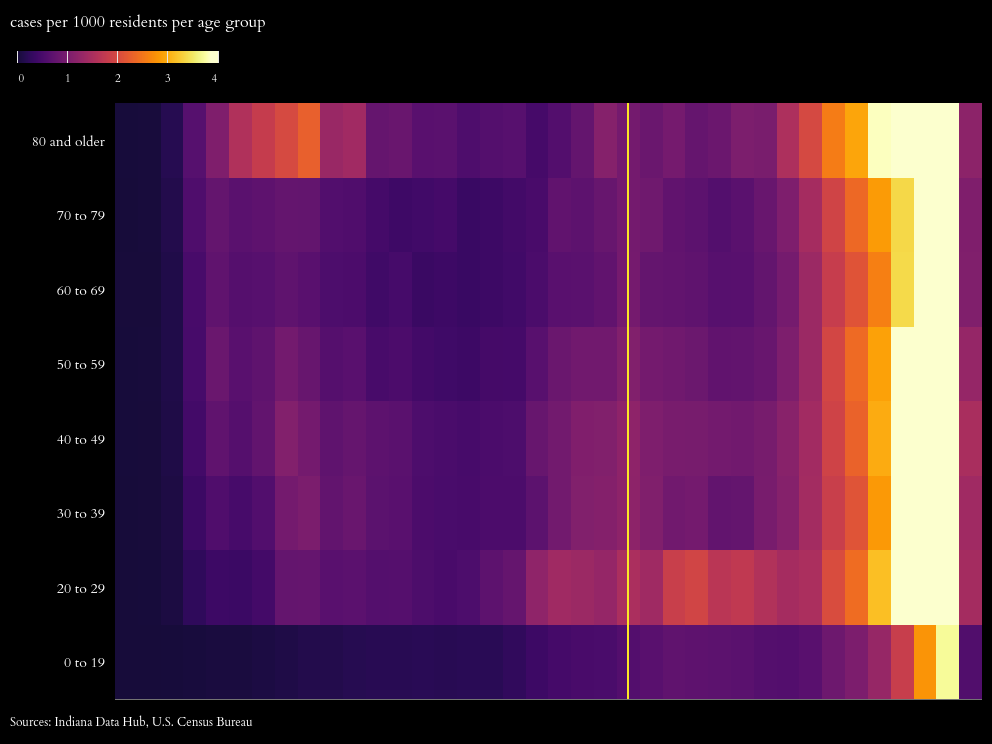 cases per 1000 residents per age group
0 1 2 3 4
80 and older
70 to 79
60 to 69
50 to 59
40 to 49
30 to 39
20 to 29
0 to 19
Sources: Indiana Data Hub, U.S. Census Bureau